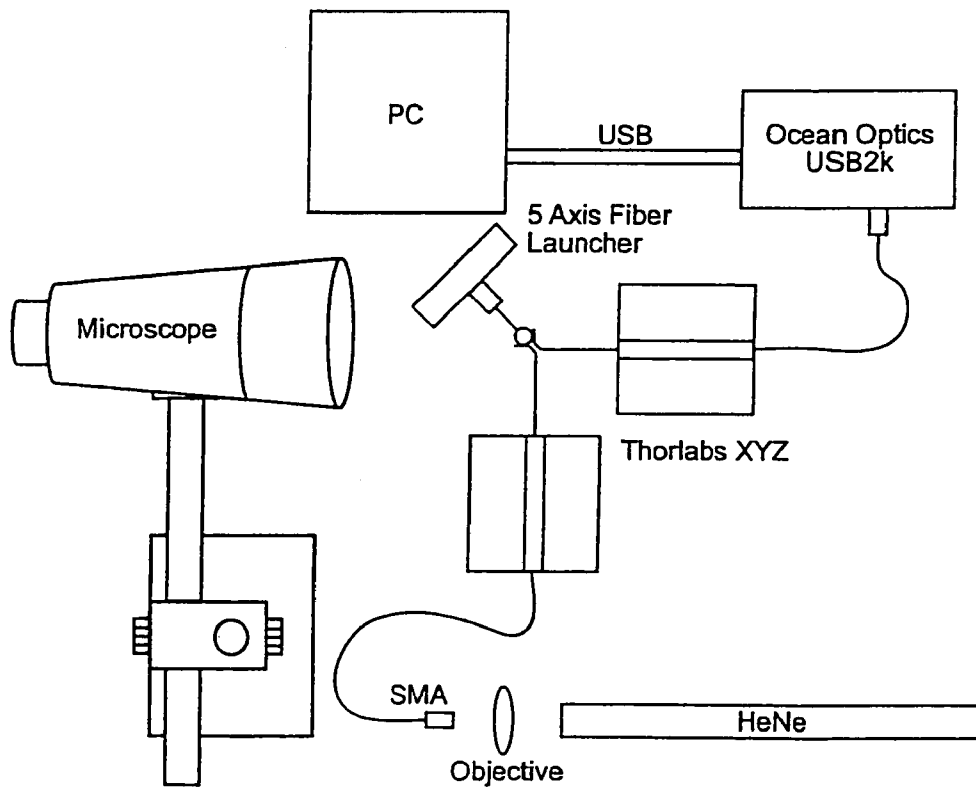 PC
USB
Ocean Optics
USB2k
5 Axis Fiber
Launcher
Microscope
Thorlabs XYZ
SMA
HeNe
Objective